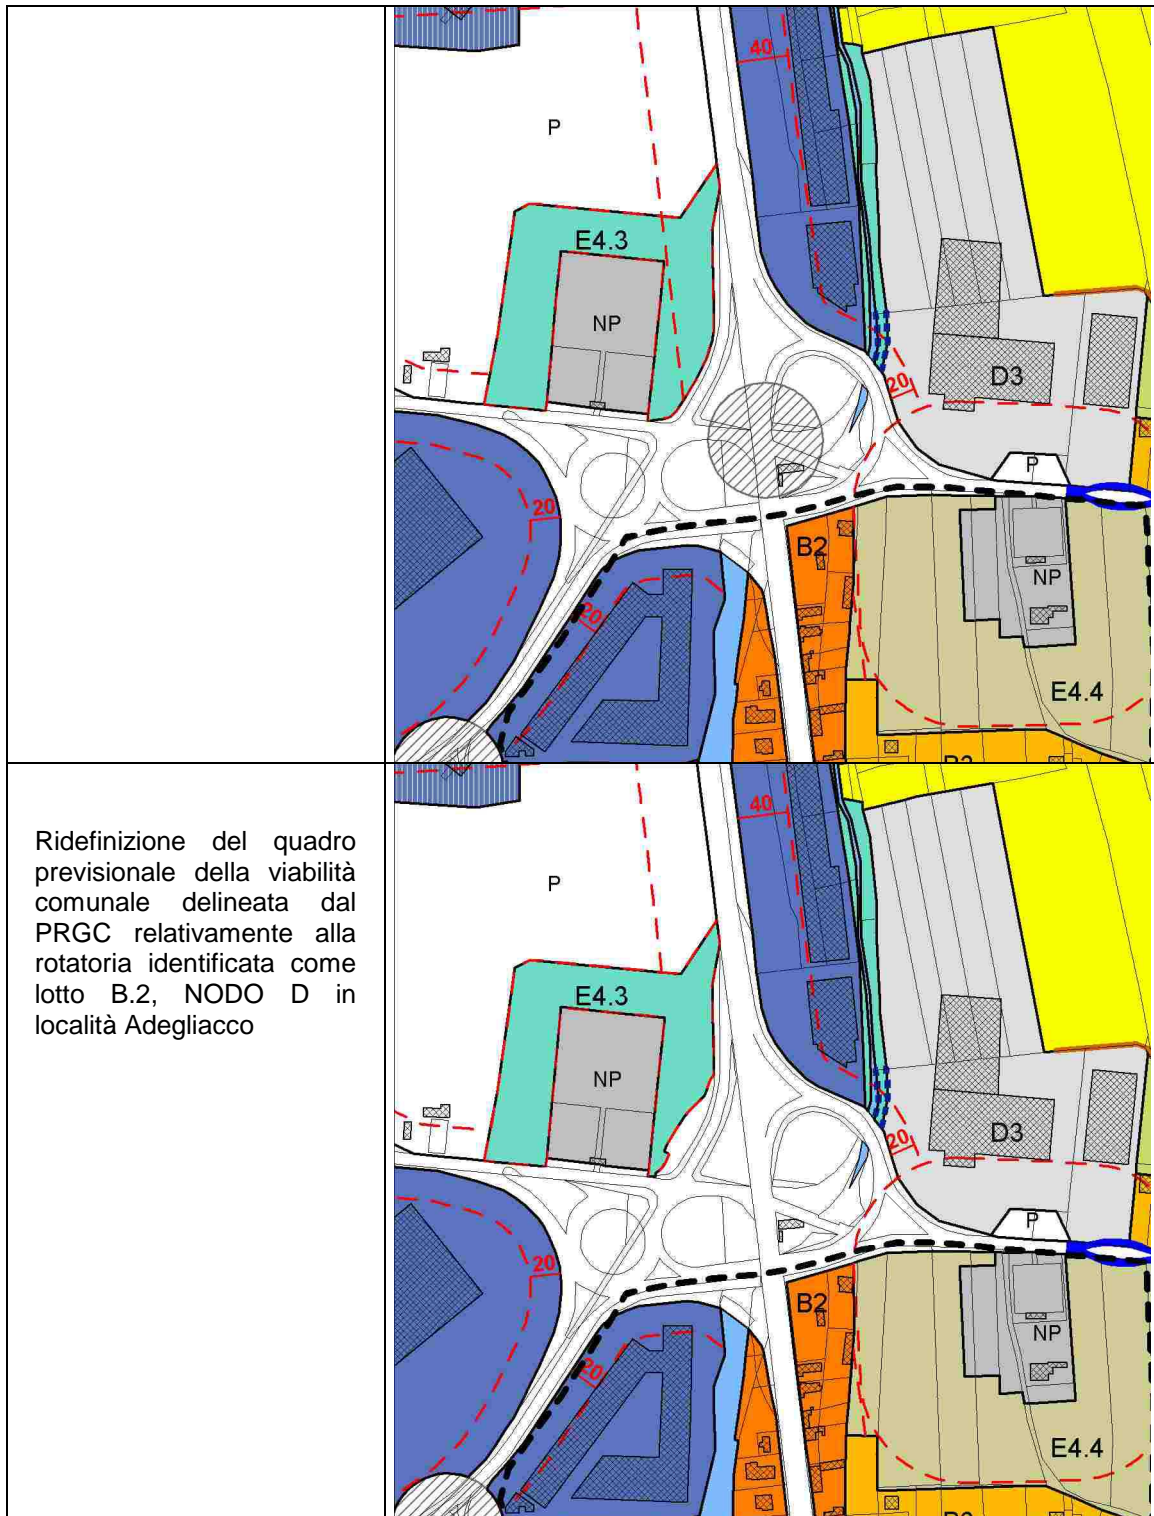 40
P
E4.3
NP
20
D3
P
20
B2
NP
20
E4.4
Ridefinizione del quadro
previsionale della viabilità
comunale delineata dal
PRGC relativamente alla
rotatoria identificata come
lotto B.2, NODO D in
località Adegliacco
40
P
E4.3
NP
20
D3
P
20
B2
NP
20
E4.4